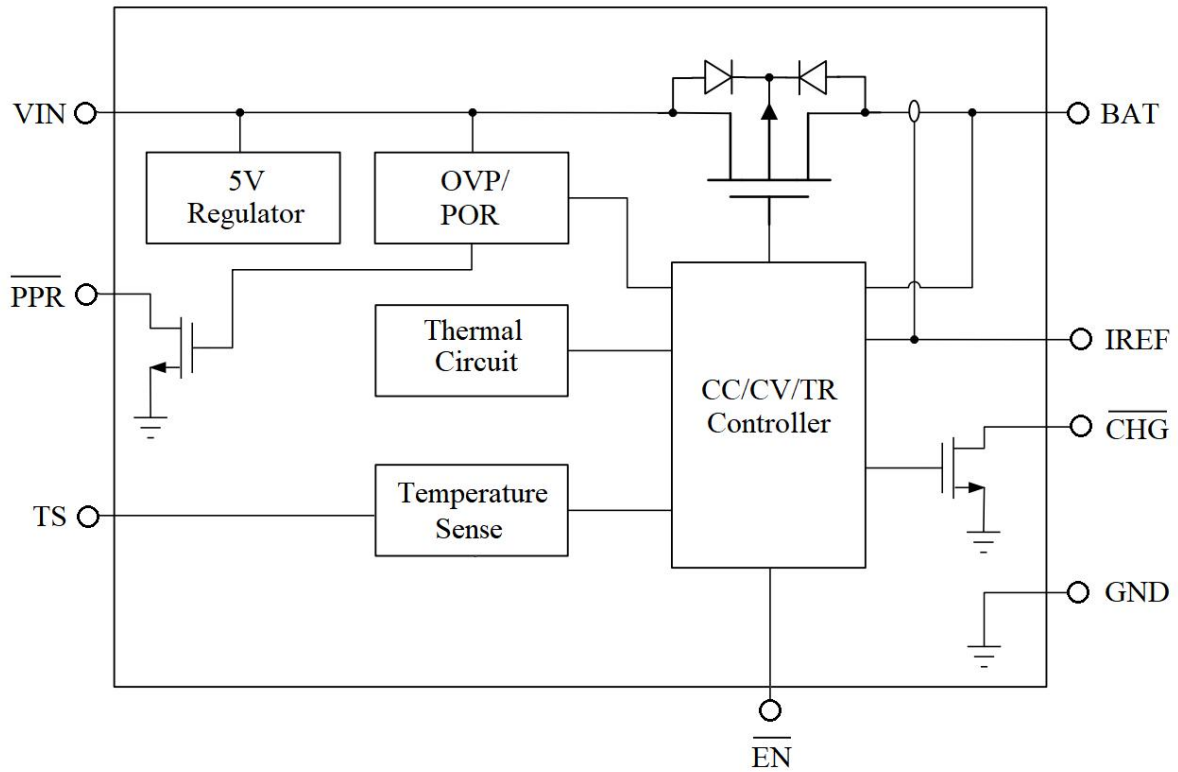 VIN
BAT
5V
Regulator
OVP/
POR
PPR
Thermal
Circuit
IREF
CC/CV/TR
Controller
CHG
TS
Temperature
Sense
GND
EN